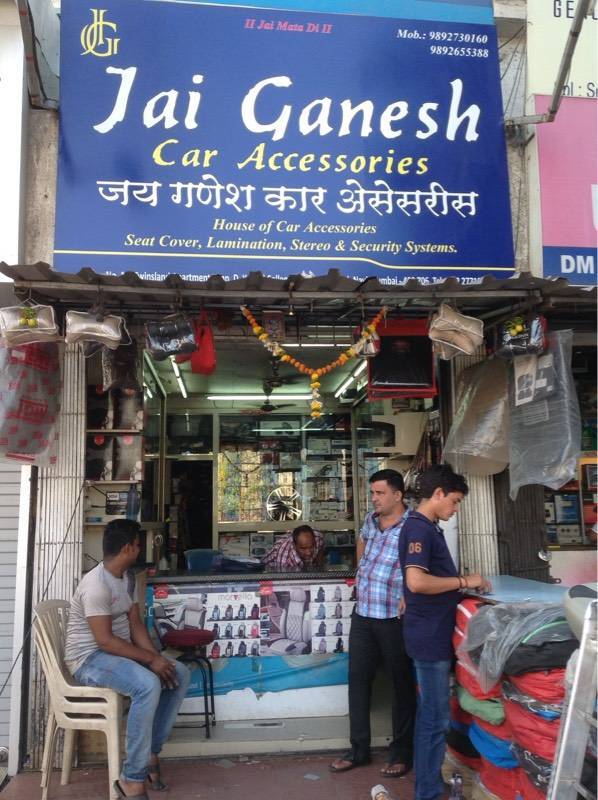 JG
II Jai Mata Di II
Mob.: 9892730160
9892655388
Jai Ganesh
Car Accessories
जय गणेश कार अेसेसरीस
House of Car Accessories
Seat Cover, Lamination, Stereo & Security Systems.
DM
06